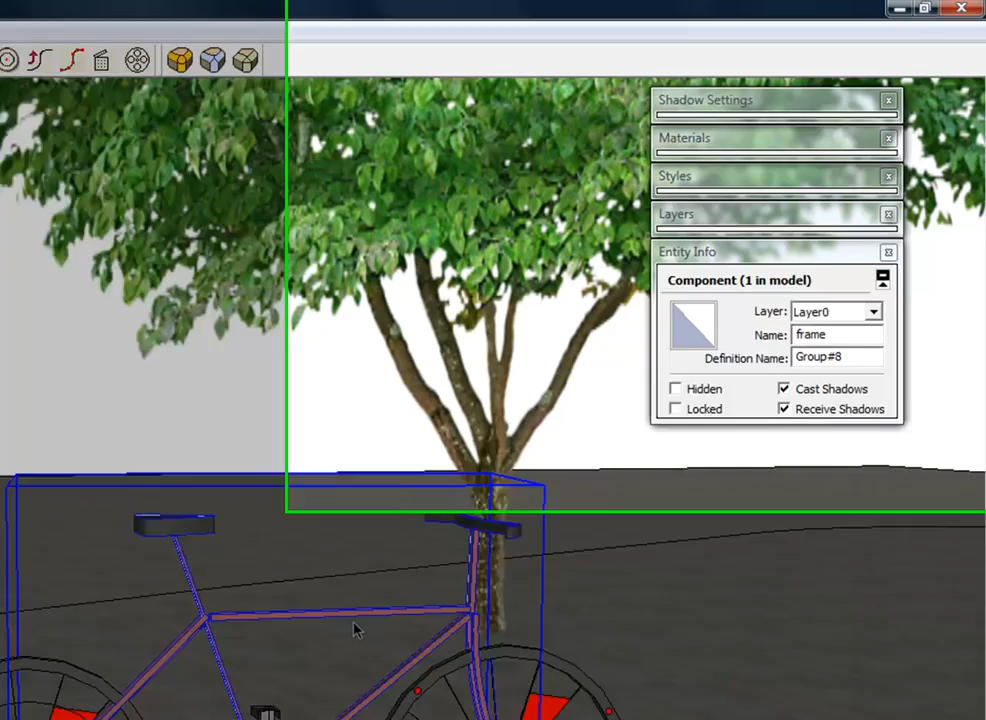 Shadow Settings
Materials
Styles
Layers
Entity Info
Component (1 in model)
Layer: Layer0
Name: frame
Definition Name: Group#8
Hidden Cast Shadows
Locked Receive Shadows